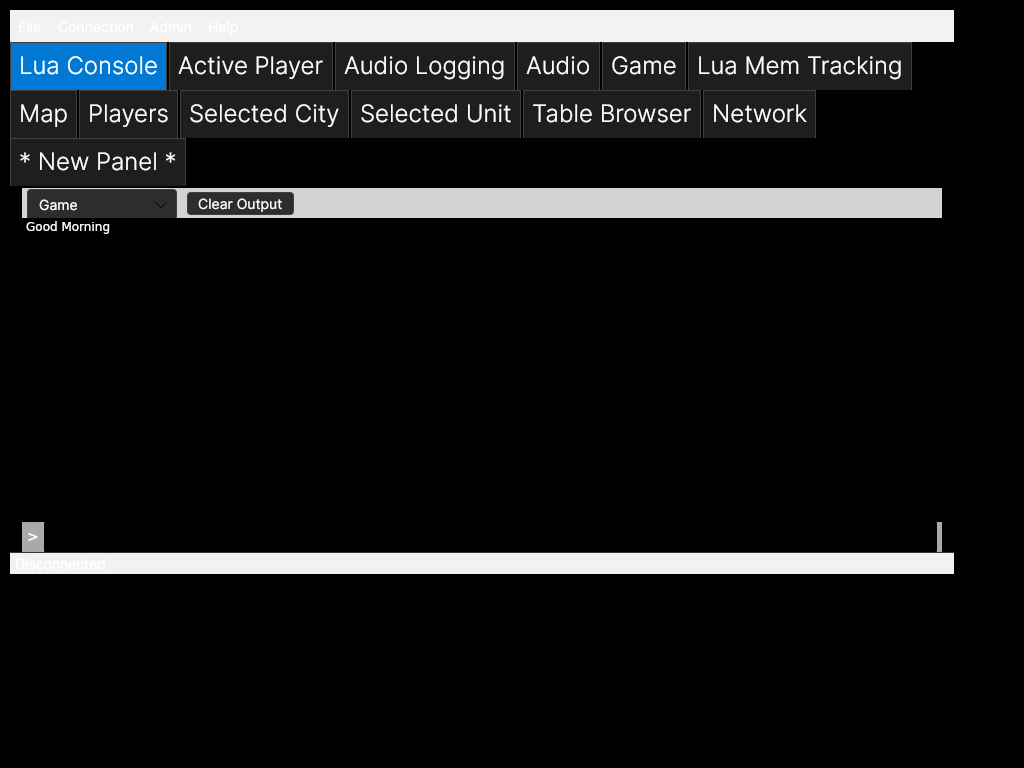 File Connection Admin Help
Lua Console Active Player Audio Logging Audio Game Lua Mem Tracking
Map Players Selected City Selected Unit Table Browser Network
* New Panel *
Game Clear Output
Good Morning
>
Disconnected